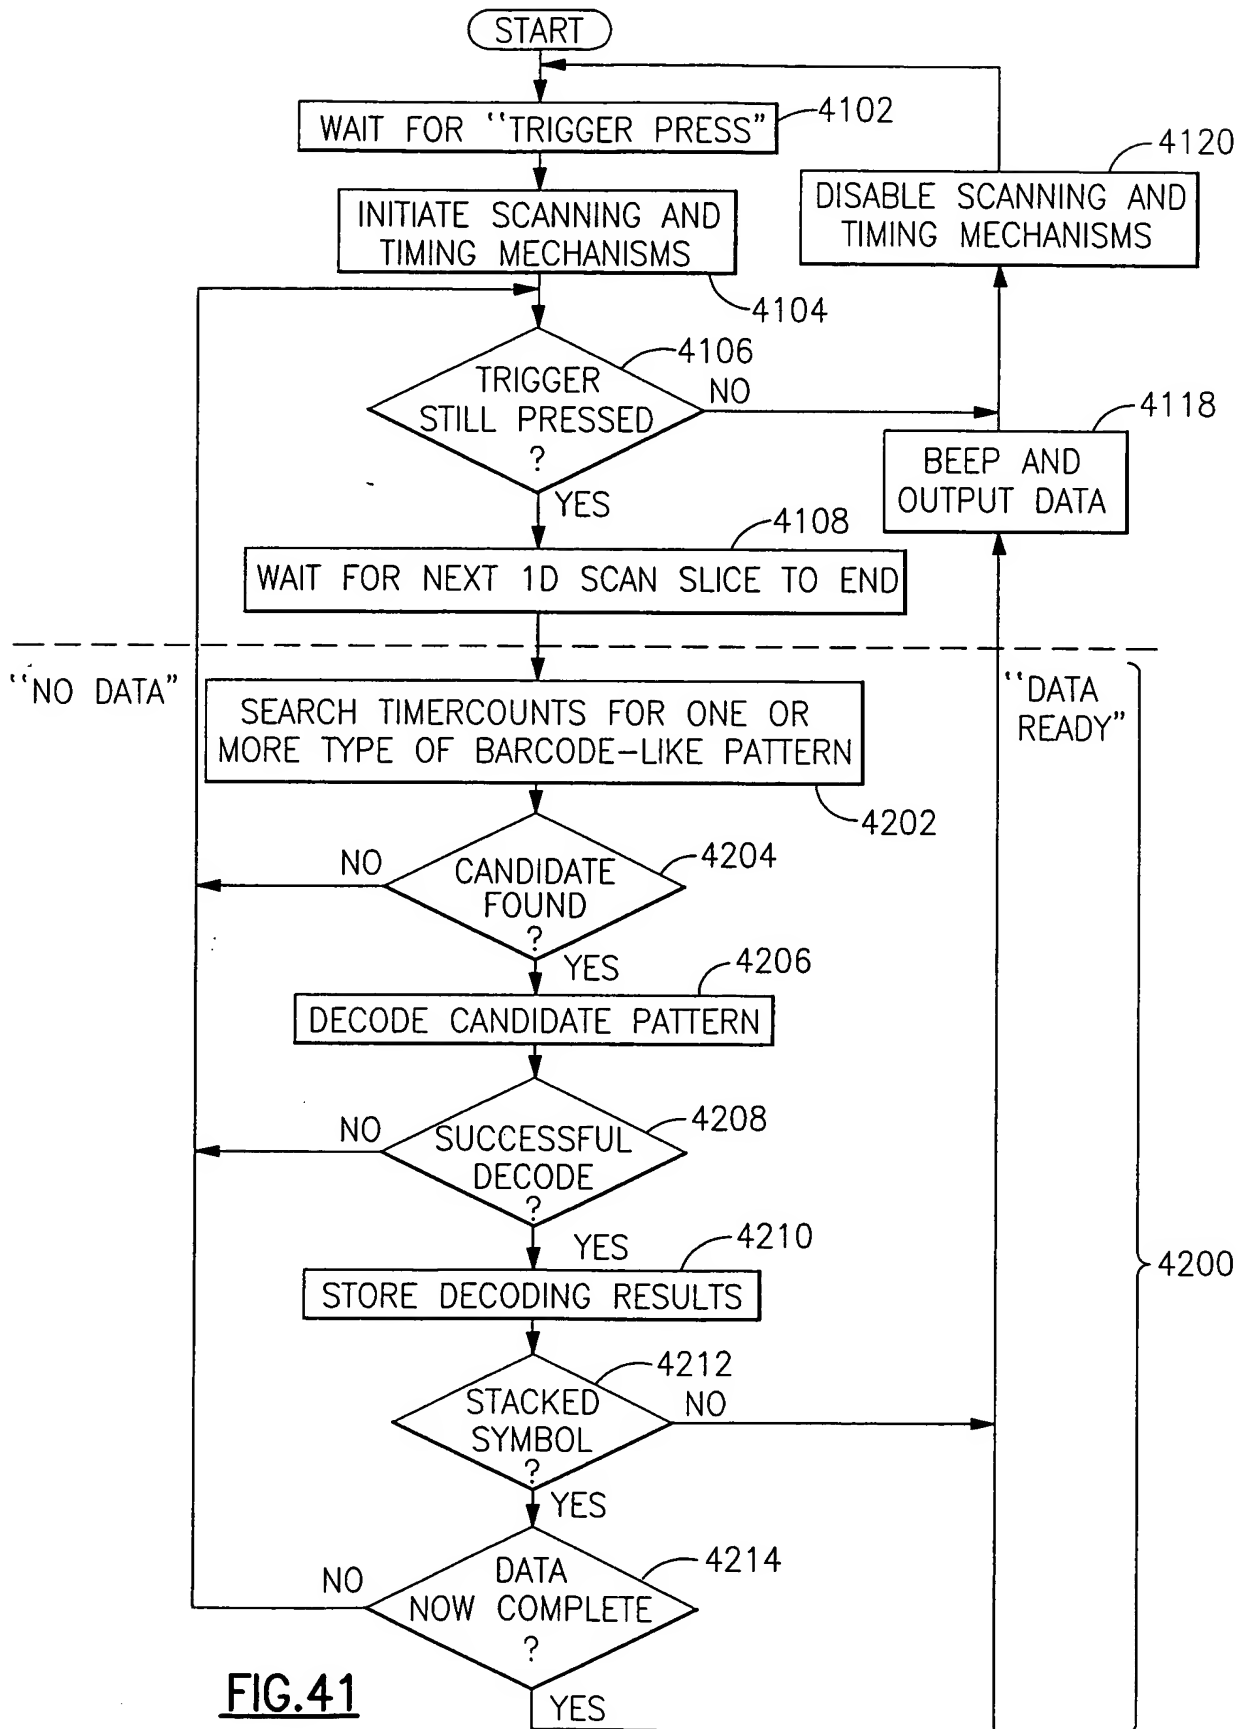 START
WAIT FOR "TRIGGER PRESS"
4102
INITIATE SCANNING AND
TIMING MECHANISMS
4104
4120
DISABLE SCANNING AND
TIMING MECHANISMS
4106
TRIGGER
STILL PRESSED
?
NO
YES
4118
BEEP AND
OUTPUT DATA
4108
WAIT FOR NEXT 1D SCAN SLICE TO END
"NO DATA"
"DATA
READY"
SEARCH TIMERCOUNTS FOR ONE OR
MORE TYPE OF BARCODE-LIKE PATTERN
4202
4204
NO
CANDIDATE
FOUND
?
YES
4206
DECODE CANDIDATE PATTERN
4208
NO
SUCCESSFUL
DECODE
?
YES
4210
4200
STORE DECODING RESULTS
4212
STACKED
SYMBOL
?
NO
YES
4214
NO
DATA
NOW COMPLETE
?
YES
FIG.41